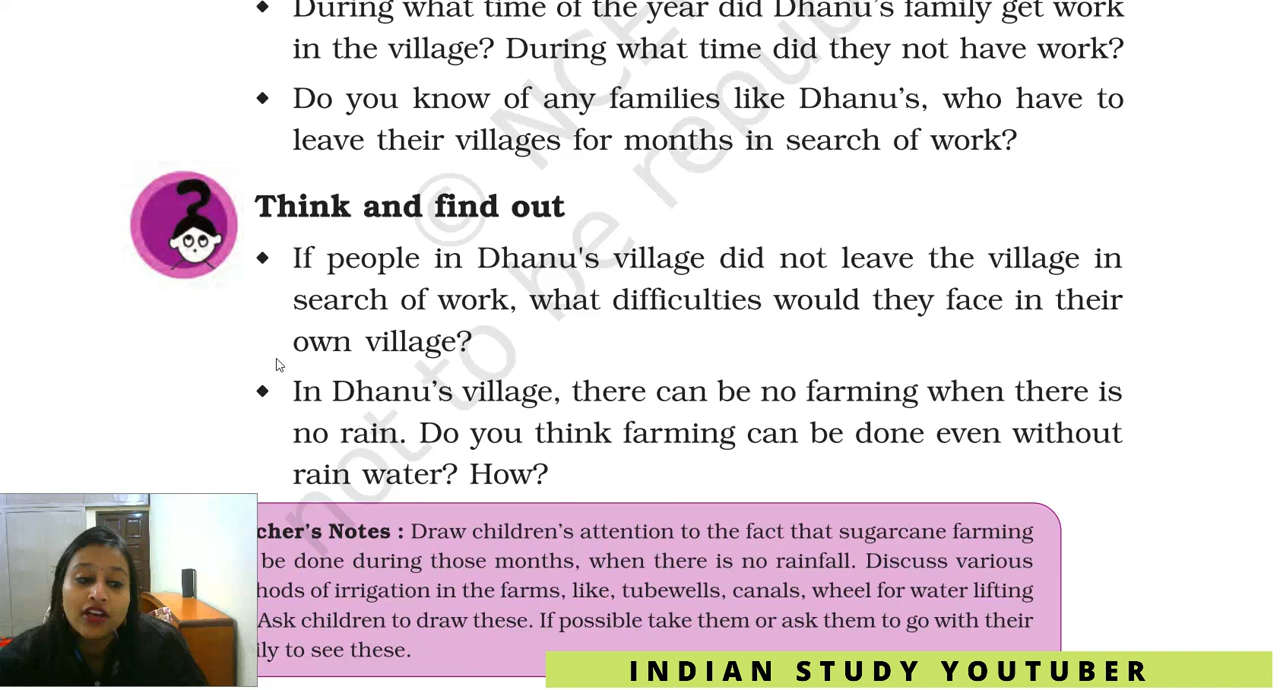 During what time of the year did Dhanu's family get work
in the village? During what time did they not have work?
Do you know of any families like Dhanu's, who have to
leave their villages for months in search of work?
Think and find out
If people in Dhanu's village did not leave the village in
search of work, what difficulties would they face in their
own village?
In Dhanu's village, there can be no farming when there is
no rain. Do you think farming can be done even without
rain water? How?
cher's Notes : Draw children's attention to the fact that sugarcane farming
be done during those months, when there is no rainfall. Discuss various
hods of irrigation in the farms, like, tubewells, canals, wheel for water lifting
Ask children to draw these. If possible take them or ask them to go with their
ily to see these.
INDIAN STUDY YOUTUBER
© NCE
not to be repub